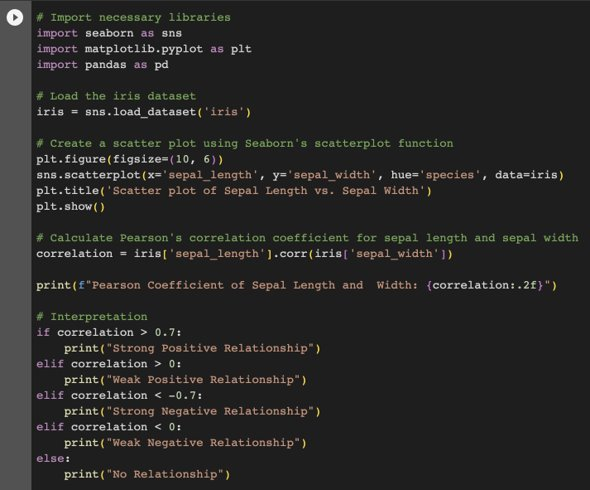 # Import necessary libraries
import seaborn as sns
import matplotlib.pyplot as plt
import pandas as pd

# Load the iris dataset
iris = sns.load_dataset('iris')

# Create a scatter plot using Seaborn's scatterplot function
plt.figure(figsize=(10, 6))
sns.scatterplot(x='sepal_length', y='sepal_width', hue='species', data=iris)
plt.title('Scatter plot of Sepal Length vs. Sepal Width')
plt.show()

# Calculate Pearson's correlation coefficient for sepal length and sepal width
correlation = iris['sepal_length'].corr(iris['sepal_width'])

print(f"Pearson Coefficient of Sepal Length and  Width: {correlation:.2f}")

# Interpretation
if correlation > 0.7:
    print("Strong Positive Relationship")
elif correlation > 0:
    print("Weak Positive Relationship")
elif correlation < -0.7:
    print("Strong Negative Relationship")
elif correlation < 0:
    print("Weak Negative Relationship")
else:
    print("No Relationship")